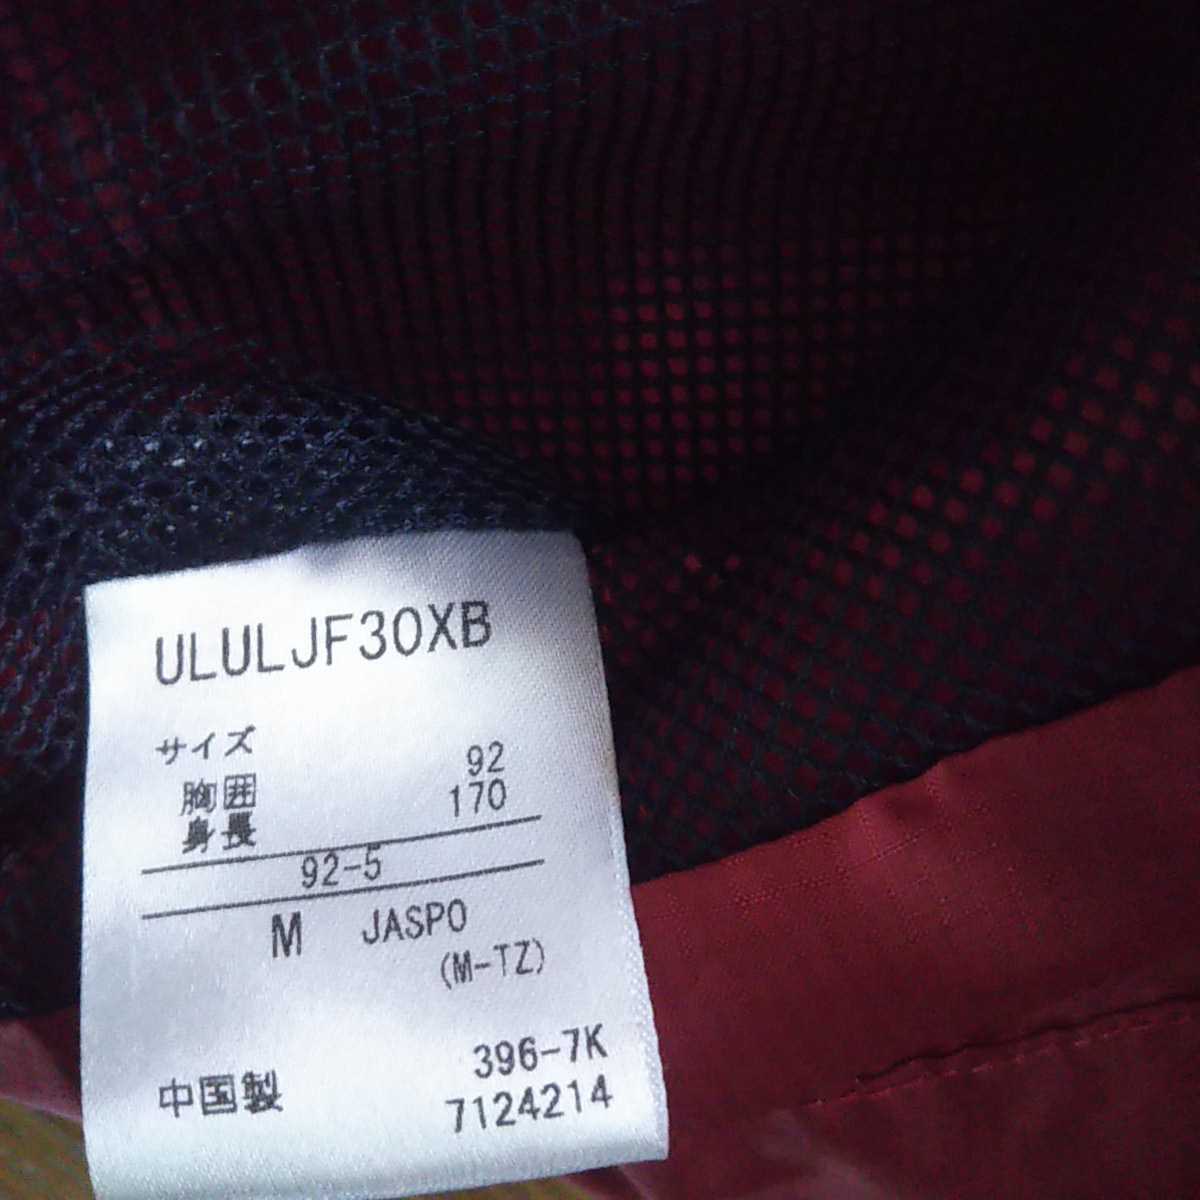 ULULJF30XB
サイズ
胸囲 92
身長 170
92-5
M JASPO
(M-TZ)
396-7K
中国製 7124214